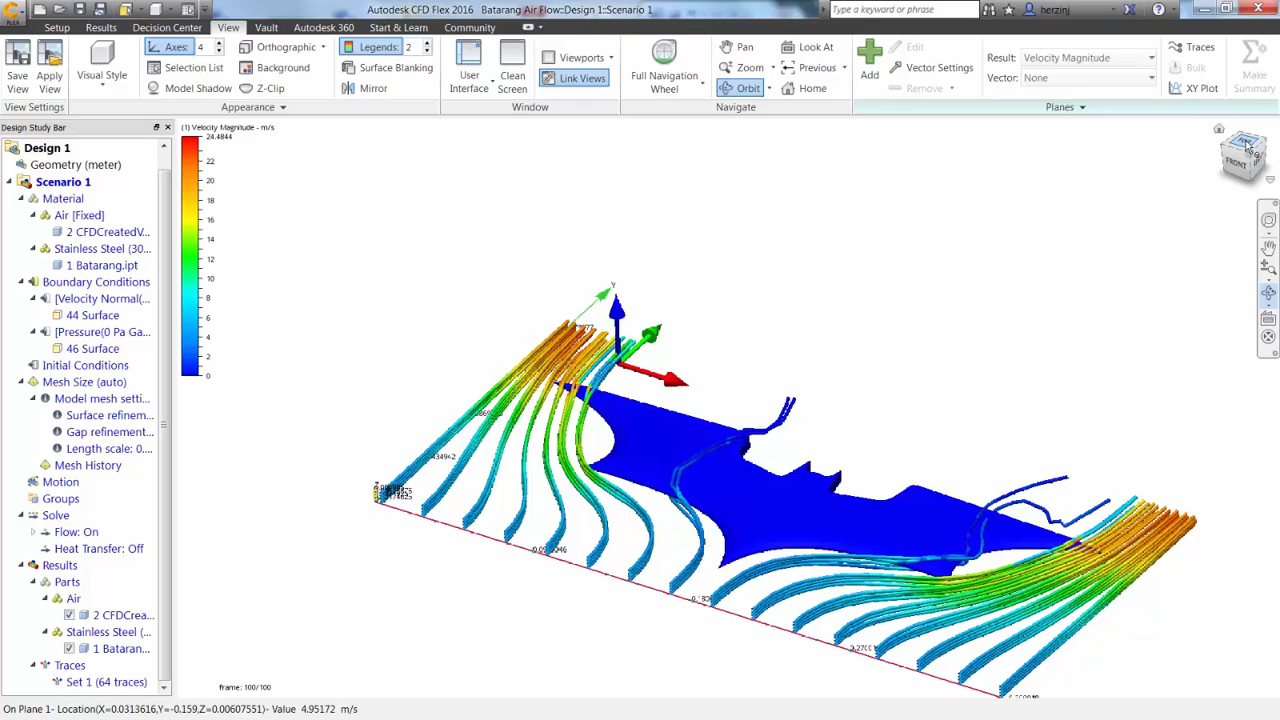 Autodesk CFD Flex 2016   Batarang Air Flow::Design 1::Scenario 1
Type a keyword or phrase
herzinj
FLEX
Setup
Results
Decision Center
View
Vault
Autodesk 360
Start & Learn
Community
Save View
Apply View
View Settings
Visual Style
Axes: 4
Selection List
Model Shadow
Orthographic
Background
Z-Clip
Legends: 2
Surface Blanking
Mirror
Appearance
User Interface
Clean Screen
Viewports
Link Views
Window
Full Navigation Wheel
Pan
Zoom
Orbit
Look At
Previous
Home
Navigate
Add
Edit
Vector Settings
Remove
Result: Velocity Magnitude
Vector: None
Traces
Bulk
XY Plot
Make Summary
Planes
Design Study Bar
Design 1
Geometry (meter)
Scenario 1
Material
Air [Fixed]
2 CFDCreatedV...
Stainless Steel (30...
1 Batarang.ipt
Boundary Conditions
[Velocity Normal(...
44 Surface
[Pressure(0 Pa Ga...
46 Surface
Initial Conditions
Mesh Size (auto)
Model mesh setti...
Surface refinem...
Gap refinement...
Length scale: 0....
Mesh History
Motion
Groups
Solve
Flow: On
Heat Transfer: Off
Results
Parts
Air
2 CFDCrea...
Stainless Steel (...
1 Bataran...
Traces
Set 1 (64 traces)
(1) Velocity Magnitude - m/s
24.4844
22
20
18
16
14
12
10
8
6
4
2
0
Y
FRONT
frame: 100/100
On Plane 1- Location(X=0.0313616,Y=-0.159,Z=0.00607551)- Value  4.95172  m/s